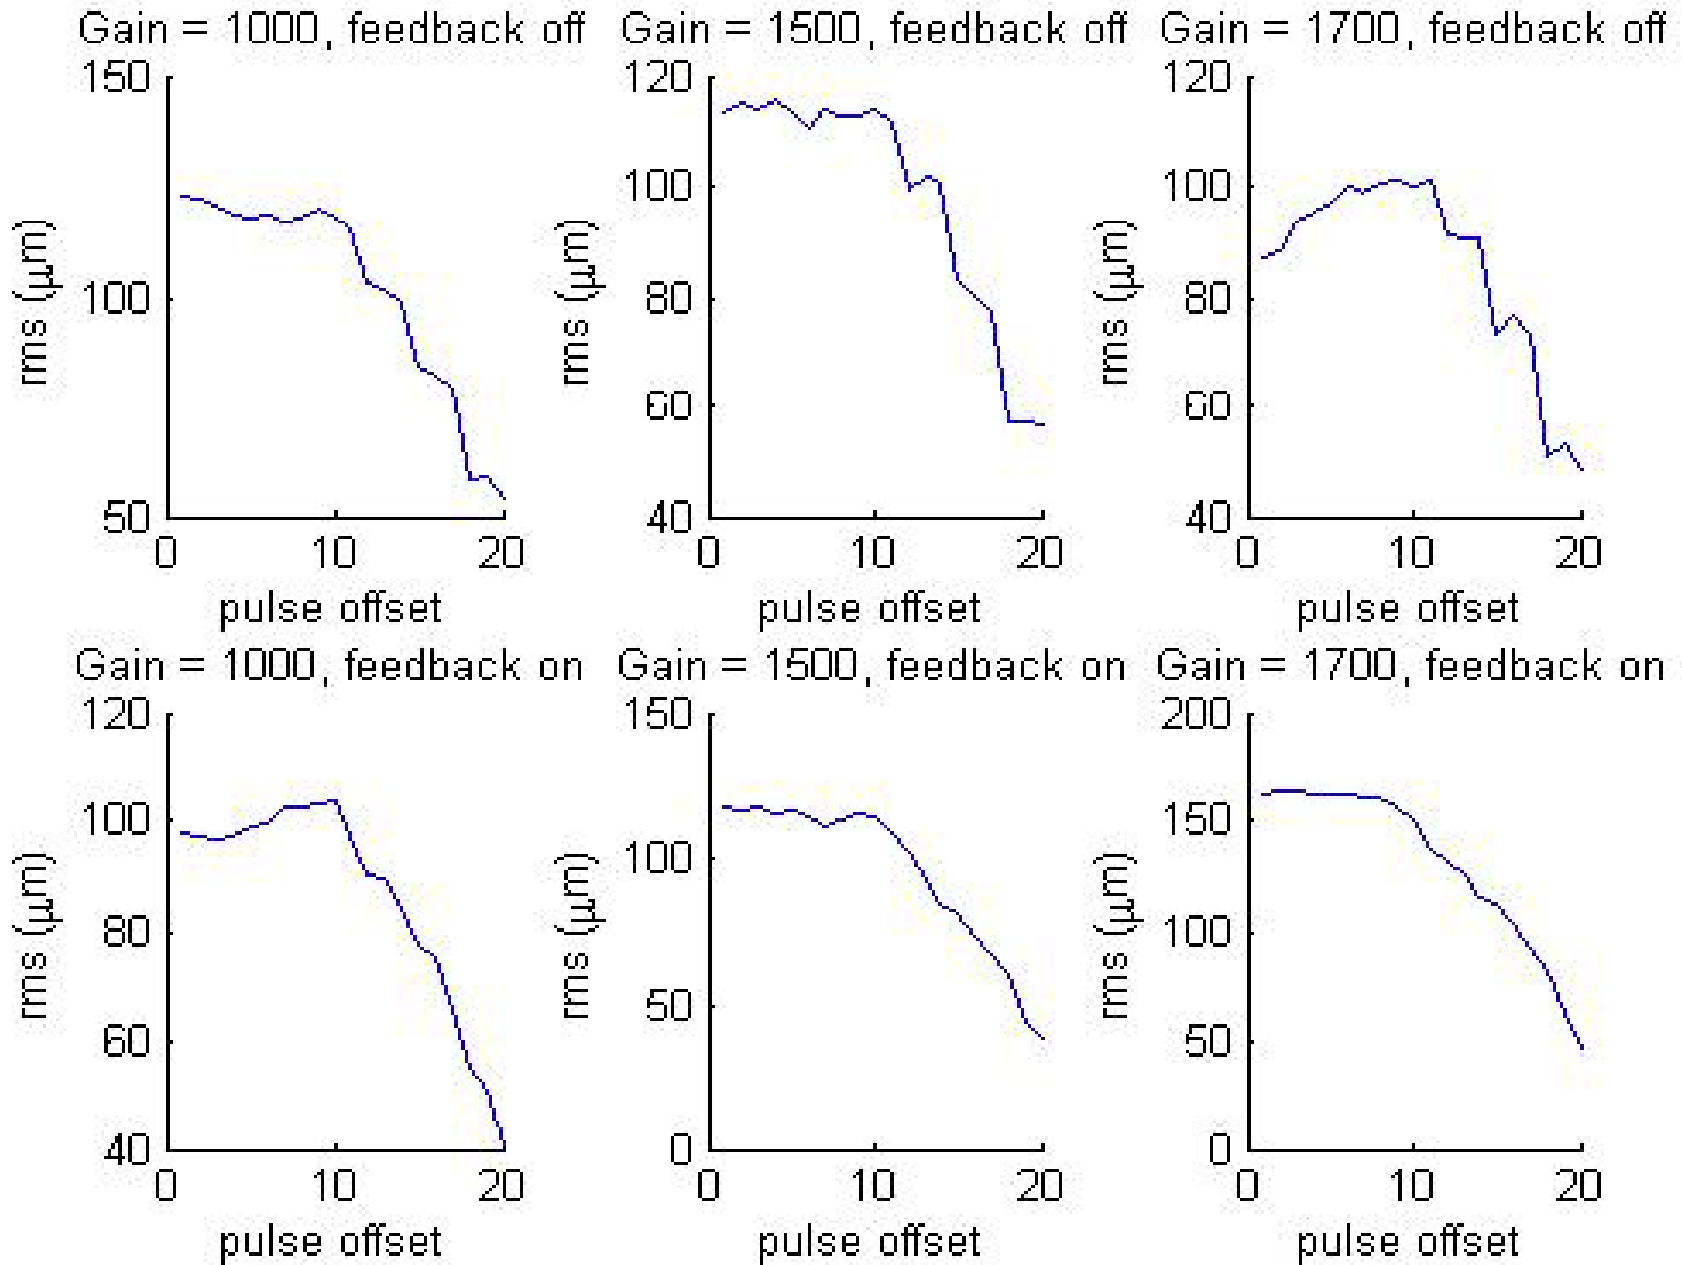 Gain = 1000, feedback off
150
100
50
rms (μm)
0 10 20
pulse offset
Gain = 1500, feedback off
120
100
80
60
40
rms (μm)
0 10 20
pulse offset
Gain = 1700, feedback off
120
100
80
60
40
rms (μm)
0 10 20
pulse offset
Gain = 1000, feedback on
120
100
80
60
40
rms (μm)
0 10 20
pulse offset
Gain = 1500, feedback on
150
100
50
0
rms (μm)
0 10 20
pulse offset
Gain = 1700, feedback on
200
150
100
50
0
rms (μm)
0 10 20
pulse offset